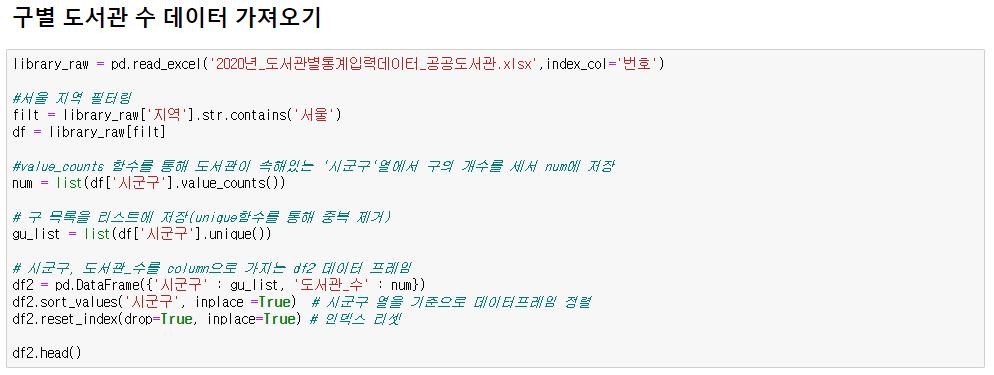 구별 도서관 수 데이터 가져오기
library_raw = pd.read_excel('2020년_도서관별통계입력데이터_공공도서관.xlsx',index_col='번호')
#서울 지역 필터링
filt = library_raw['지역'].str.contains('서울')
df = library_raw[filt]
#value_counts 함수를 통해 도서관이 속해있는 '시군구'열에서 구의 개수를 세서 num에 저장
num = list(df['시군구'].value_counts())
# 구 목록을 리스트에 저장(unique함수를 통해 중복 제거)
gu_list = list(df['시군구'].unique())
# 시군구, 도서관_수를 column으로 가지는 df2 데이터 프레임
df2 = pd.DataFrame({'시군구' : gu_list, '도서관_수' : num})
df2.sort_values('시군구', inplace =True)  # 시군구 열을 기준으로 데이터프레임 정렬
df2.reset_index(drop=True, inplace=True) # 인덱스 리셋
df2.head()